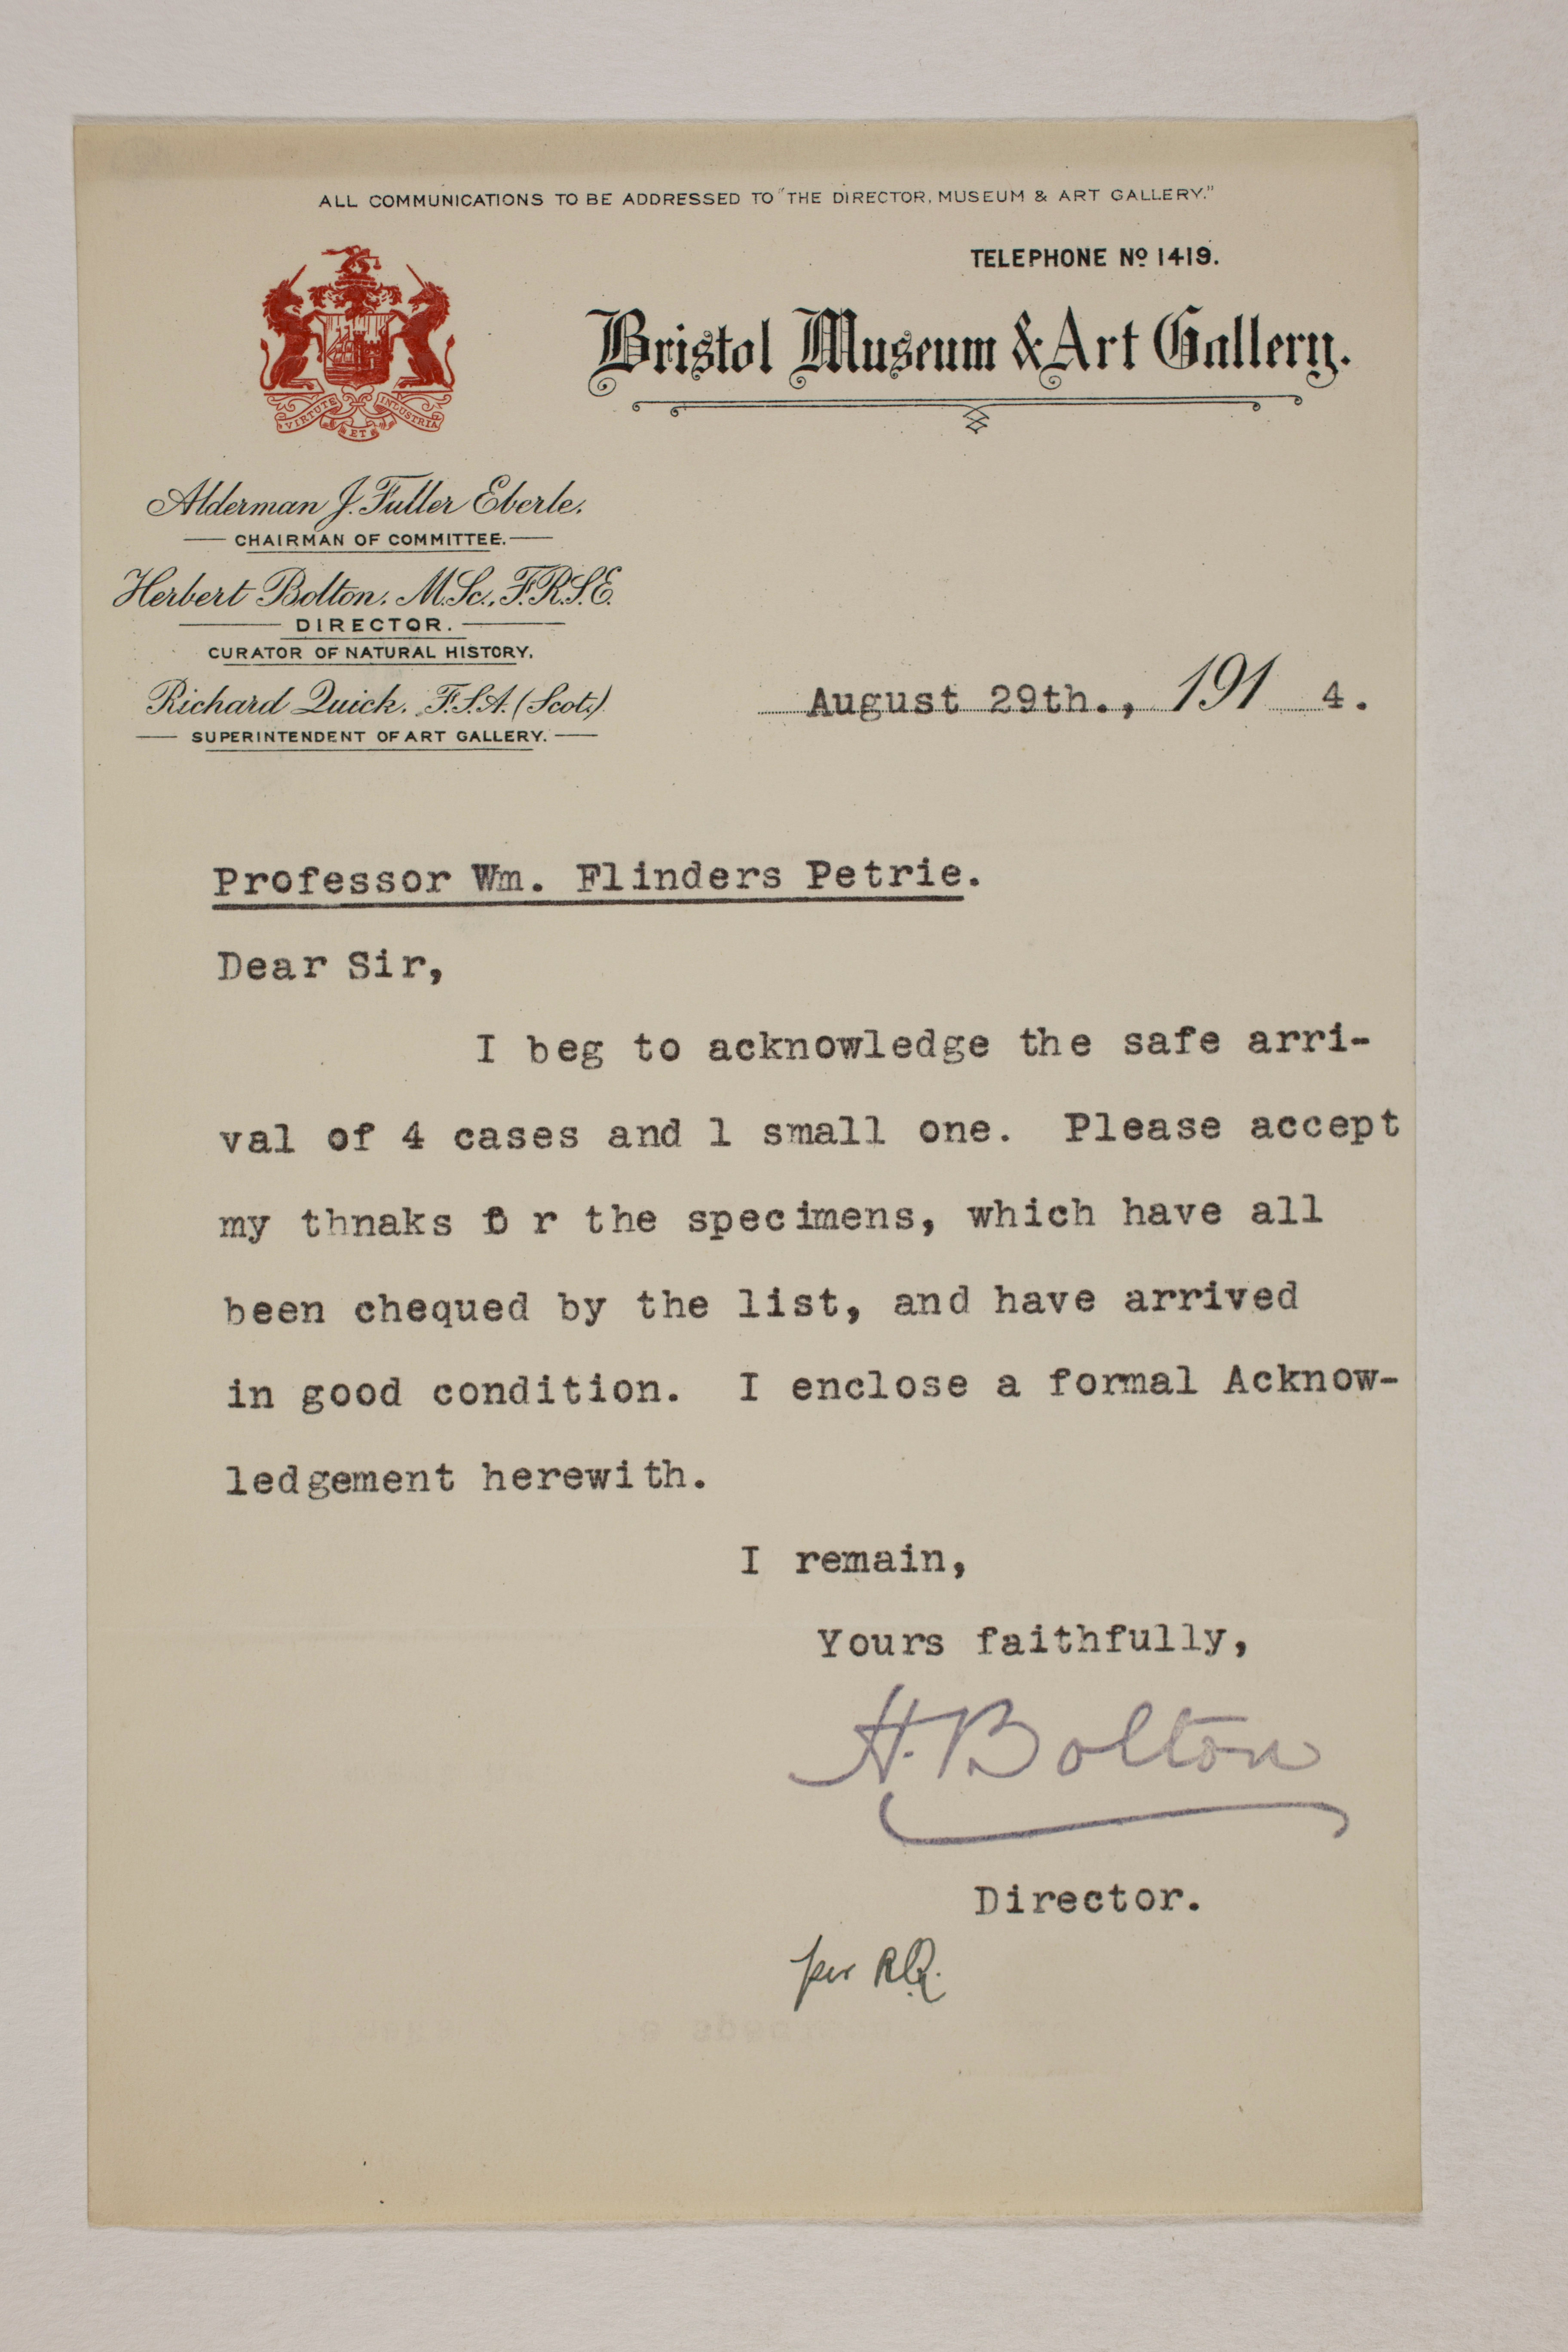 ALL COMMUNICATIONS TO BE ADDRESSED TO "THE DIRECTOR, MUSEUM & ART GALLERY."
TELEPHONE Nº 1419.
Bristol Museum & Art Gallery.
VIRTUTE ET INDUSTRIA
Alderman J. Fuller Eberle.
CHAIRMAN OF COMMITTEE.
Herbert Bolton. M.Sc., F.R.S.E.
DIRECTOR.
CURATOR OF NATURAL HISTORY.
Richard Quick. F.S.A. (Scot.)
SUPERINTENDENT OF ART GALLERY.
August 29th., 191 4.
Professor Wm. Flinders Petrie.
Dear Sir,
I beg to acknowledge the safe arri-
val of 4 cases and 1 small one. Please accept
my thnaks fo r the specimens, which have all
been chequed by the list, and have arrived
in good condition. I enclose a formal Acknow-
ledgement herewith.
I remain,
Yours faithfully,
H. Bolton
Director.
per R.Q.